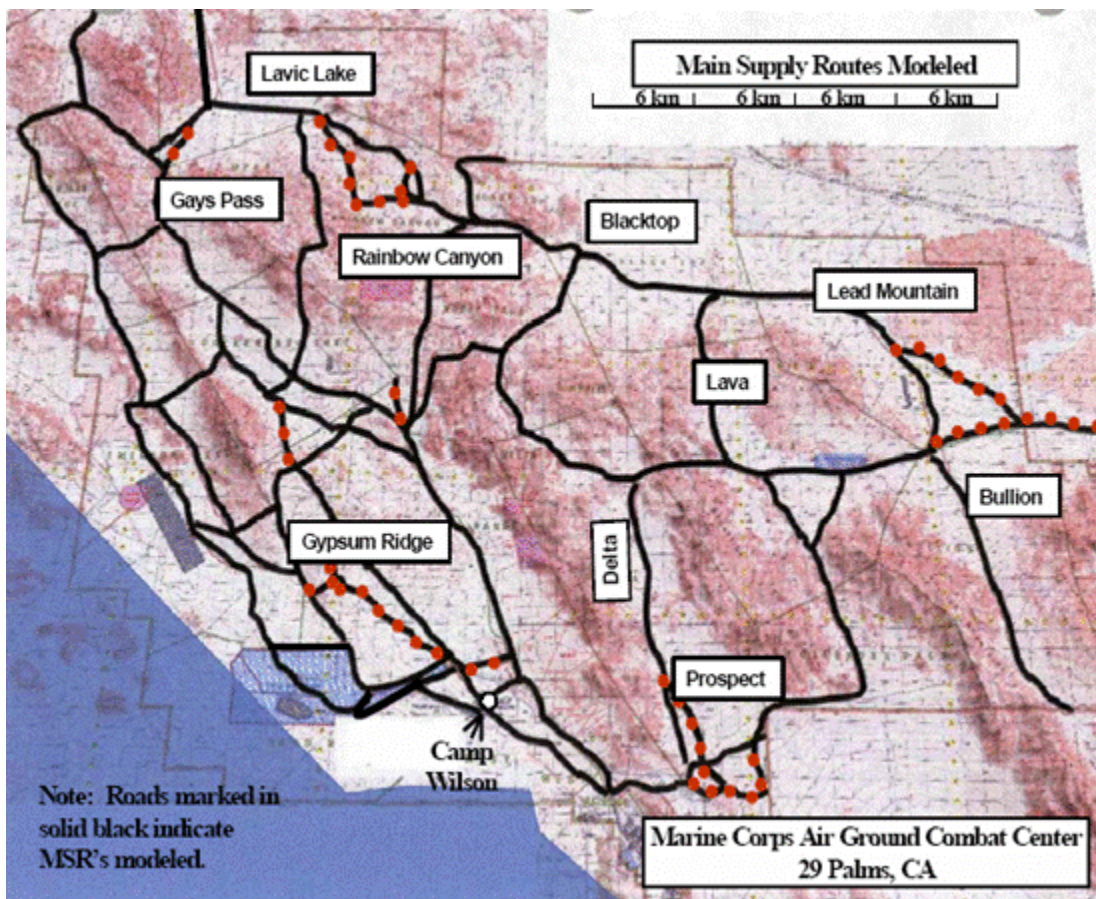 Lavic Lake
Main Supply Routes Modeled
6 km 6 km 6 km 6 km
Gays Pass
Blacktop
Rainbow Canyon
Lead Mountain
Lava
Bullion
Gypsum Ridge
Delta
Prospect
Camp
Wilson
Note: Roads marked in
solid black indicate
MSR's modeled.
Marine Corps Air Ground Combat Center
29 Palms, CA